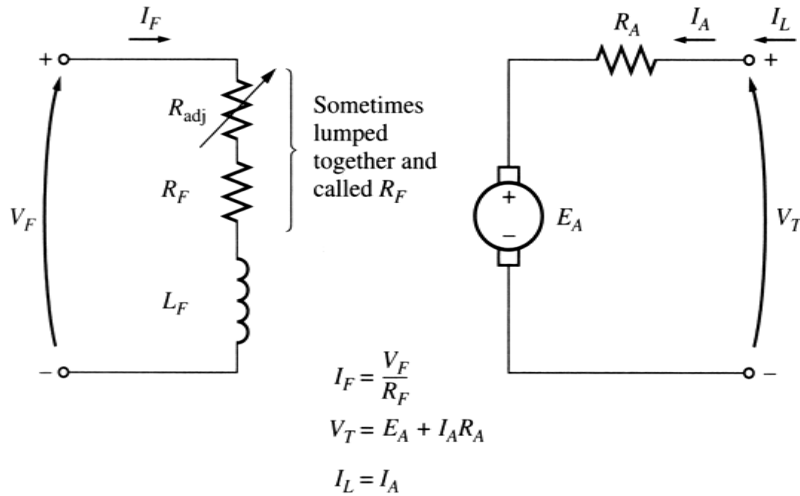 I_F
+
R_adj
R_F
V_F
L_F
−
Sometimes
lumped
together and
called R_F
R_A
I_A
I_L
+
+
−
E_A
V_T
−
I_F = V_F / R_F
V_T = E_A + I_A R_A
I_L = I_A